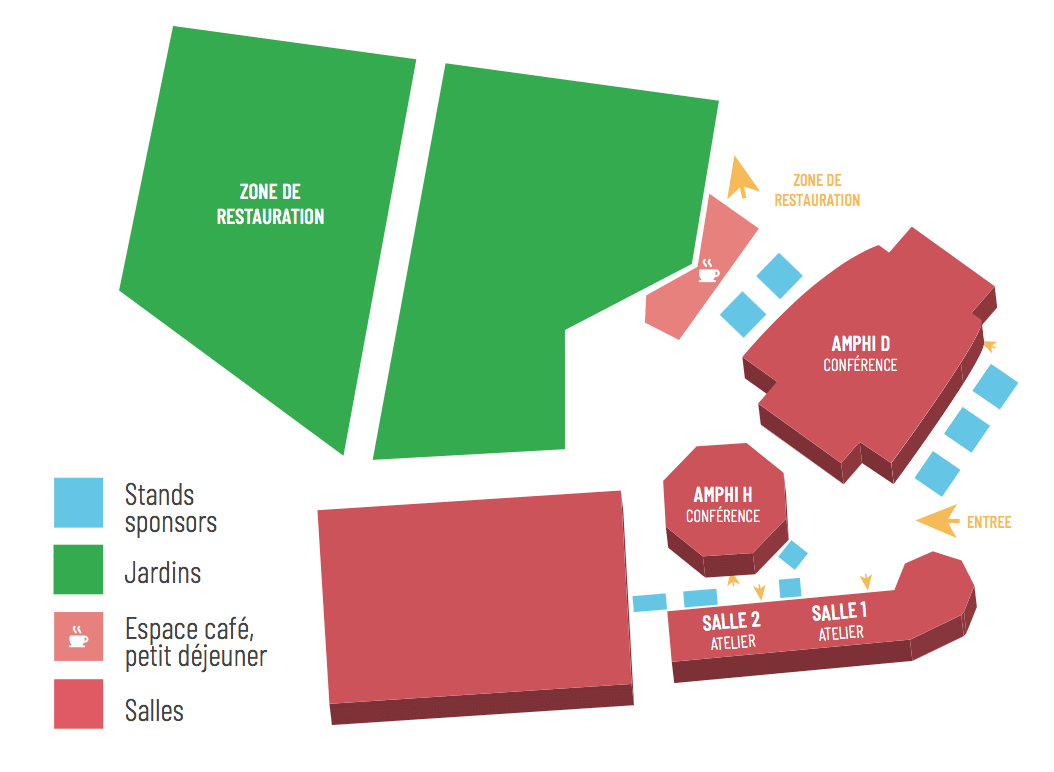 ZONE DE
RESTAURATION
ZONE DE
RESTAURATION
AMPHI D
CONFÉRENCE
AMPHI H
CONFÉRENCE
ENTREE
SALLE 2
ATELIER
SALLE 1
ATELIER
Stands
sponsors
Jardins
Espace café,
petit déjeuner
Salles